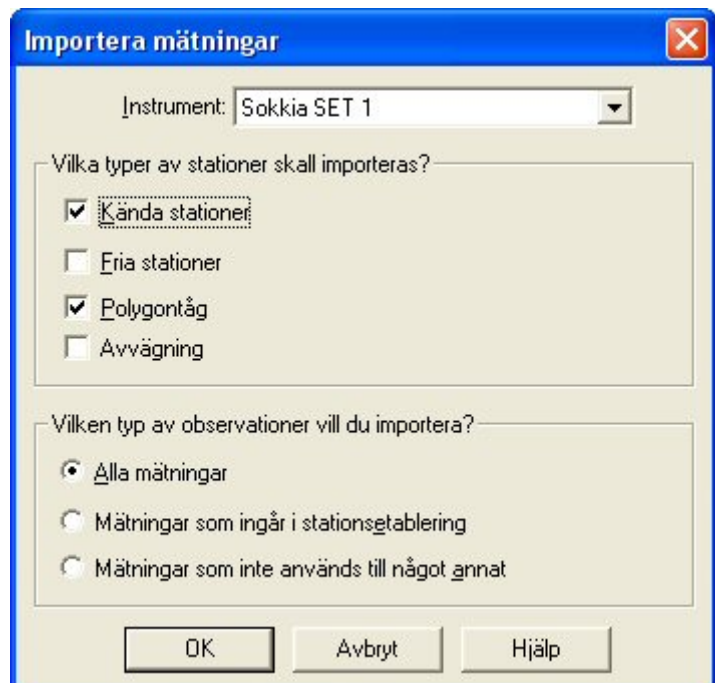 Importera mätningar
Instrument: Sokkia SET 1
Vilka typer av stationer skall importeras?
Kända stationer
Fria stationer
Polygontåg
Avvägning
Vilken typ av observationer vill du importera?
Alla mätningar
Mätningar som ingår i stationsetablering
Mätningar som inte används till något annat
OK Avbryt Hjälp